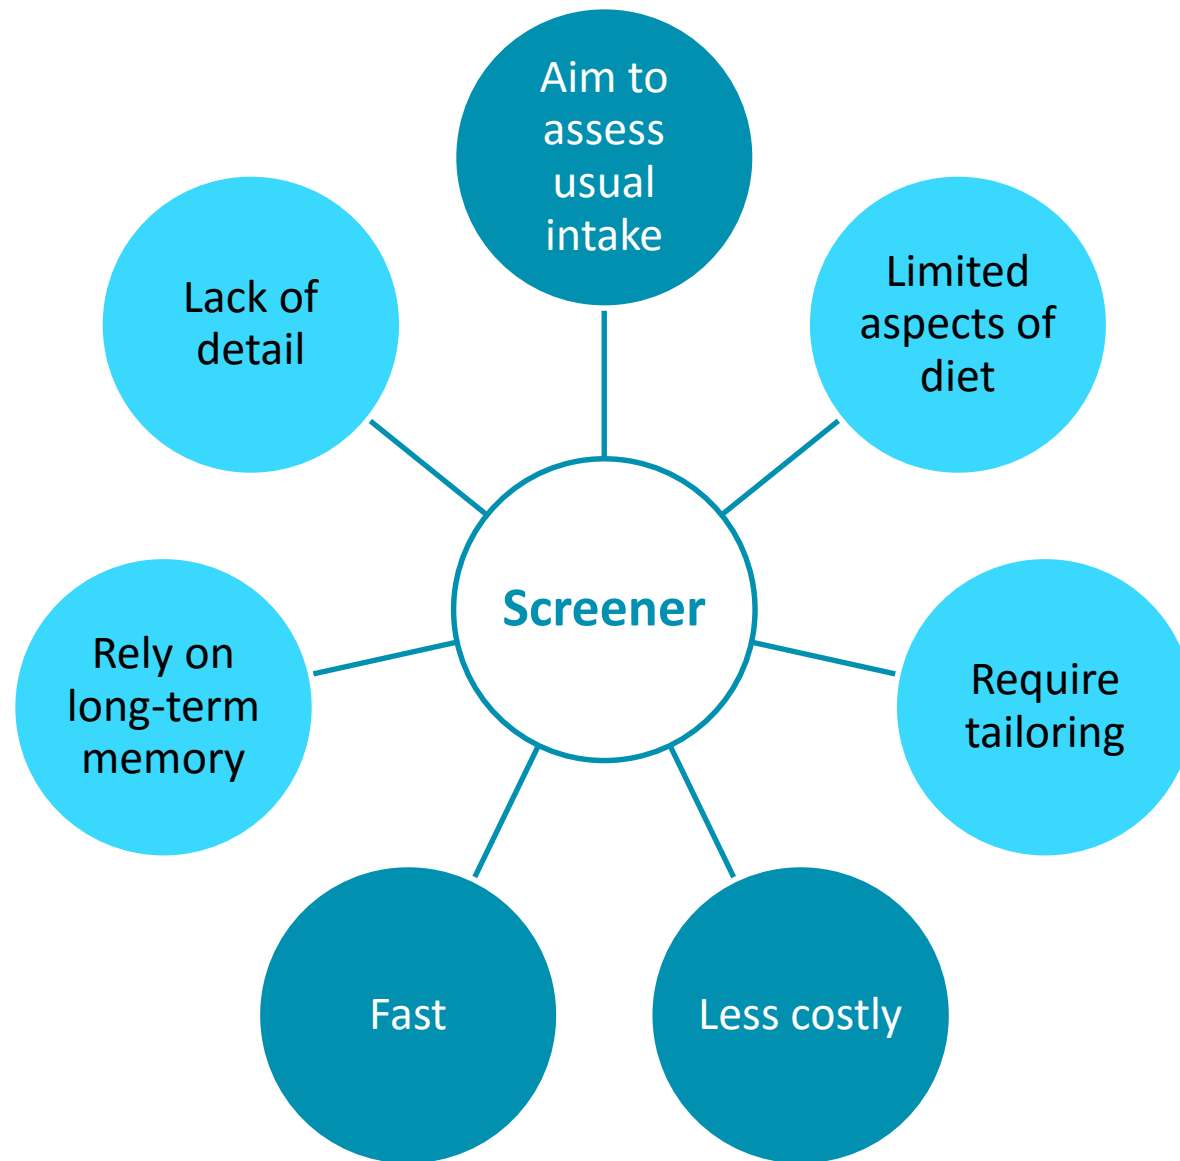 Aim to
assess
usual
intake
Limited
aspects of
diet
Require
tailoring
Less costly
Fast
Rely on
long-term
memory
Lack of
detail
Screener